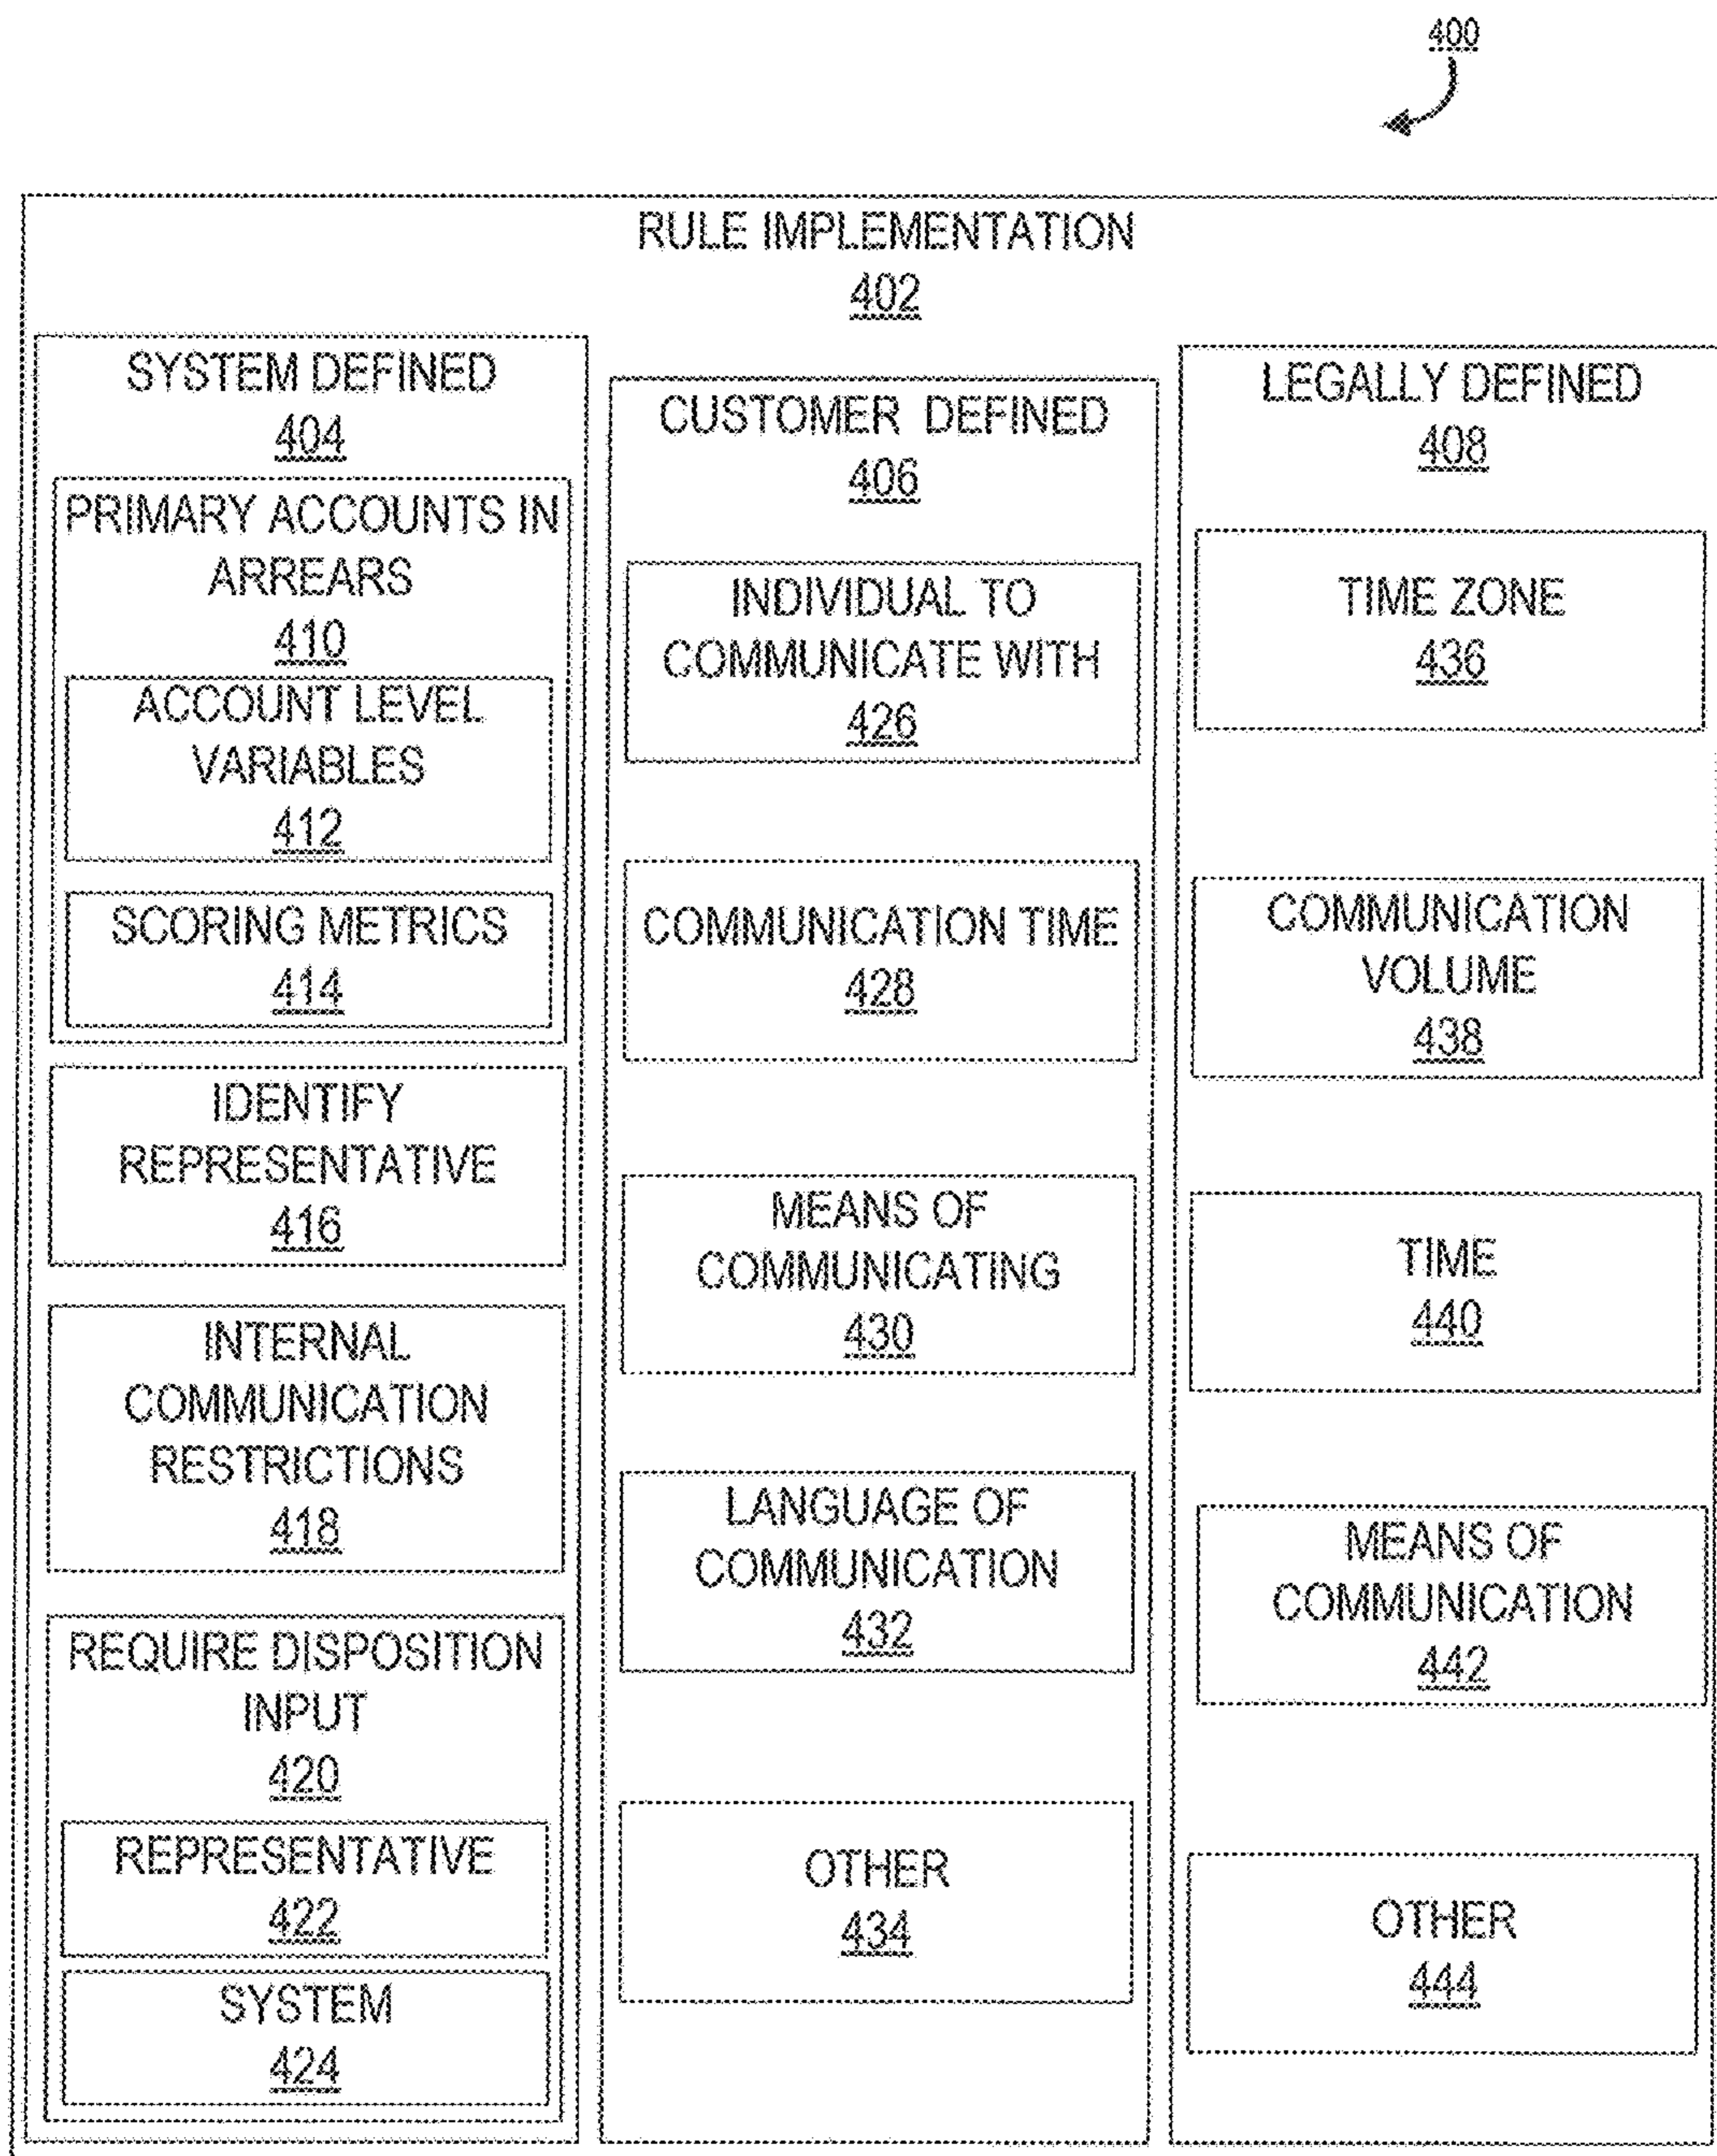 400
RULE IMPLEMENTATION
402
SYSTEM DEFINED
404
PRIMARY ACCOUNTS IN
ARREARS
410
ACCOUNT LEVEL
VARIABLES
412
SCORING METRICS
414
IDENTIFY
REPRESENTATIVE
416
INTERNAL
COMMUNICATION
RESTRICTIONS
418
REQUIRE DISPOSITION
INPUT
420
REPRESENTATIVE
422
SYSTEM
424
CUSTOMER DEFINED
406
INDIVIDUAL TO
COMMUNICATE WITH
426
COMMUNICATION TIME
428
MEANS OF
COMMUNICATING
430
LANGUAGE OF
COMMUNICATION
432
OTHER
434
LEGALLY DEFINED
408
TIME ZONE
436
COMMUNICATION
VOLUME
438
TIME
440
MEANS OF
COMMUNICATION
442
OTHER
444